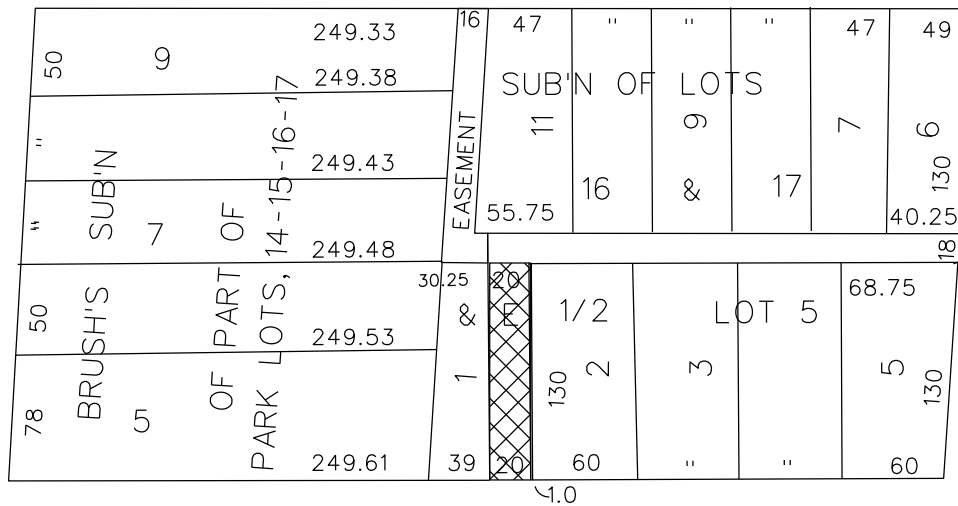 249.33
50
9
249.38
"
249.43
"
7
249.48
50
249.53
78
5
249.61
BRUSH'S SUB'N
OF PART OF
PARK LOTS, 14-15-16-17
16
EASEMENT
47 " " " 47 49
SUB'N OF LOTS
11 9 7 6
130
16 & 17
55.75
40.25
18
30.25 20
68.75
& E 1/2 LOT 5
1 130 2 3 5 130
39 20 60 " " 60
1.0